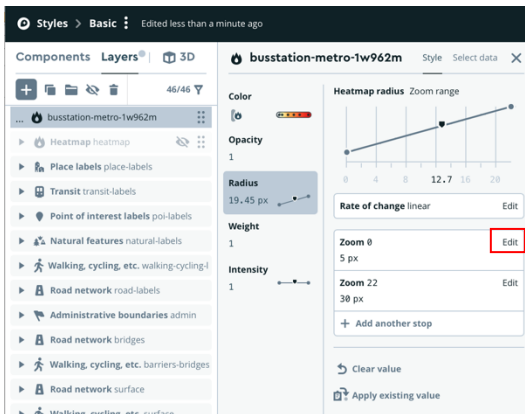 Styles > Basic Edited less than a minute ago
Components Layers 3D
46/46
... busstation-metro-1w962m
Heatmap heatmap
Place labels place-labels
Transit transit-labels
Point of interest labels poi-labels
Natural features natural-labels
Walking, cycling, etc. walking-cycling-l
Road network road-labels
Administrative boundaries admin
Road network bridges
Walking, cycling, etc. barriers-bridges
Road network surface
Walking, cycling, etc. surface
busstation-metro-1w962m Style Select data
Color
Opacity
1
Radius
19.45 px
Weight
1
Intensity
1
Heatmap radius Zoom range
0 4 8 12.7 16 20
Rate of change linear Edit
Zoom 0 Edit
5 px
Zoom 22 Edit
30 px
+ Add another stop
Clear value
Apply existing value